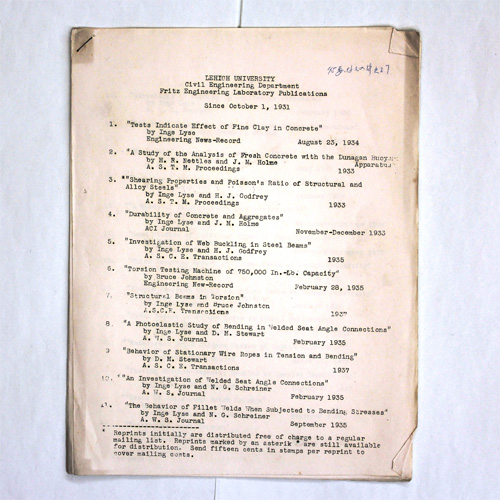 LEHIGH UNIVERSITY
Civil Engineering Department
Fritz Engineering Laboratory Publications
Since October 1, 1931
1. "Tests Indicate Effect of Fine Clay in Concrete"
by Inge Lyse
Engineering News-Record August 23, 1934
2. "A Study of the Analysis of Fresh Concrete with the Dunagan Buoyancy
by H. R. Nettles and J. M. Holme Apparatus"
A. S. T. M. Proceedings 1933
3. *"Shearing Properties and Poisson's Ratio of Structural and
Alloy Steels"
by Inge Lyse and H. J. Godfrey
A. S. T. M. Proceedings 1933
4. "Durability of Concrete and Aggregates"
by Inge Lyse and J. M. Holme
ACI Journal November-December 1933
5. "Investigation of Web Buckling in Steel Beams"
by Inge Lyse and H. J. Godfrey
A. S. C. E. Transactions 1935
6. "Torsion Testing Machine of 750,000 In.-Lb. Capacity"
by Bruce Johnston
Engineering New-Record February 28, 1935
7. "Structural Beams in Torsion"
by Inge Lyse and Bruce Johnston
A.S.C.E. Transactions 193
8. "A Photoelastic Study of Bending in Welded Seat Angle Connections"
by Inge Lyse and D. M. Stewart
A. W. S. Journal February 1935
9 "Behavior of Stationary Wire Ropes in Tension and Bending"
by D. M. Stewart
A. S. C. E. Transactions 1937
10. *"An Investigation of Welded Seat Angle Connections"
by Inge Lyse and N. G. Schreiner
A. W. S. Journal February 1935
11. "The Behavior of Fillet Welds When Subjected to Bending Stresses"
by Inge Lyse and N. G. Schreiner
A. W. S. Journal September 1935
* Reprints initially are distributed free of charge to a regular
mailing list. Reprints marked by an asterik * are still available
for distribution. Send fifteen cents in stamps per reprint to
cover mailing costs.